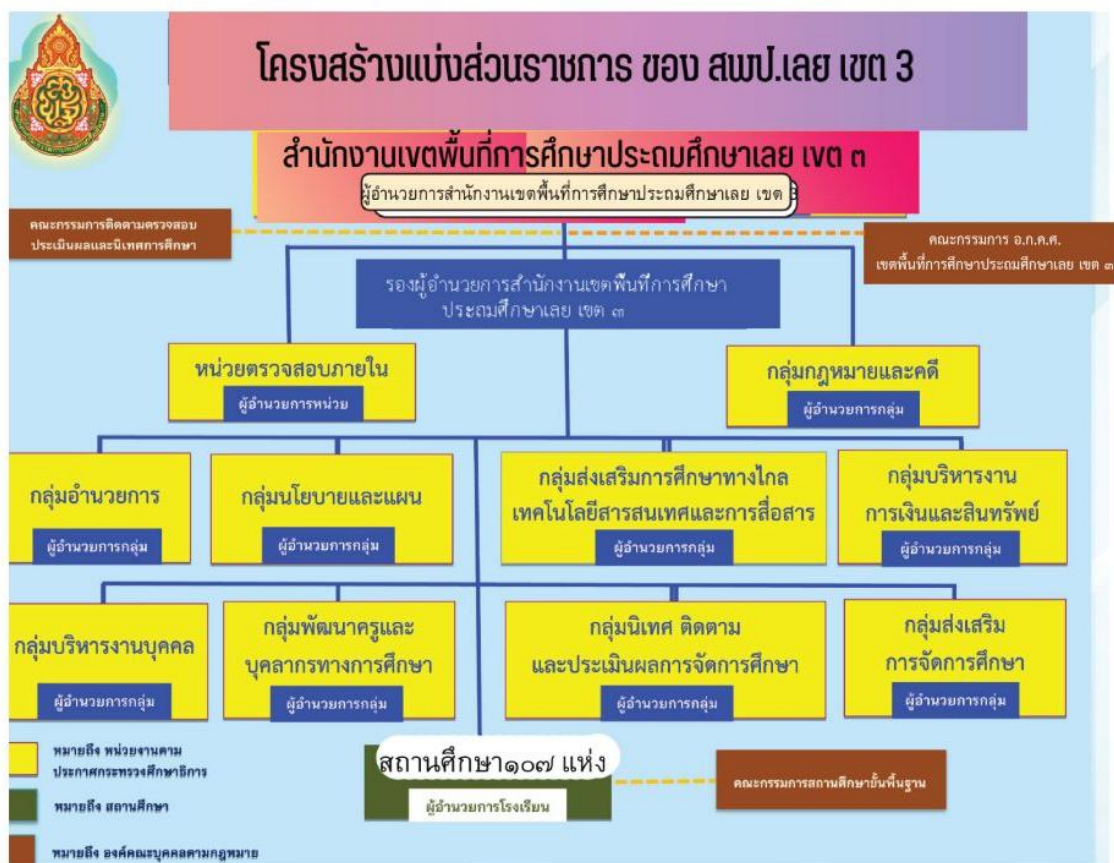 โครงสร้างแบ่งส่วนราชการ ของ สพป.เลย เขต 3
สำนักงานเขตพื้นที่การศึกษาประถมศึกษาเลย เขต ๓
ผู้อำนวยการสำนักงานเขตพื้นที่การศึกษาประถมศึกษาเลย เขต 3
คณะกรรมการติดตามตรวจสอบ
ประเมินผลและนิเทศการศึกษา
คณะกรรมการ อ.ก.ค.ศ.
เขตพื้นที่การศึกษาประถมศึกษาเลย เขต ๓
รองผู้อำนวยการสำนักงานเขตพื้นที่การศึกษา
ประถมศึกษาเลย เขต ๓
หน่วยตรวจสอบภายใน
ผู้อำนวยการหน่วย
กลุ่มกฎหมายและคดี
ผู้อำนวยการกลุ่ม
กลุ่มอำนวยการ
ผู้อำนวยการกลุ่ม
กลุ่มนโยบายและแผน
ผู้อำนวยการกลุ่ม
กลุ่มส่งเสริมการศึกษาทางไกล
เทคโนโลยีสารสนเทศและการสื่อสาร
ผู้อำนวยการกลุ่ม
กลุ่มบริหารงาน
การเงินและสินทรัพย์
ผู้อำนวยการกลุ่ม
กลุ่มบริหารงานบุคคล
ผู้อำนวยการกลุ่ม
กลุ่มพัฒนาครูและ
บุคลากรทางการศึกษา
ผู้อำนวยการกลุ่ม
กลุ่มนิเทศ ติดตาม
และประเมินผลการจัดการศึกษา
ผู้อำนวยการกลุ่ม
กลุ่มส่งเสริม
การจัดการศึกษา
ผู้อำนวยการกลุ่ม
หมายถึง หน่วยงานตาม
ประกาศกระทรวงศึกษาธิการ
สถานศึกษา๑๐๗ แห่ง
ผู้อำนวยการโรงเรียน
คณะกรรมการสถานศึกษาขั้นพื้นฐาน
หมายถึง สถานศึกษา
หมายถึง องค์คณะบุคคลตามกฎหมาย